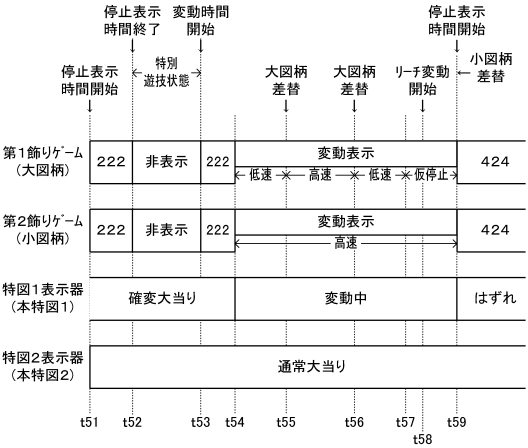 停止表示
時間終了
変動時間
開始
停止表示
時間開始
停止表示
時間開始
特別
遊技状態
大図柄
差替
大図柄
差替
リーチ変動
開始
小図柄
差替
第１飾りゲーム
(大図柄)
222
非表示
222
変動表示
424
低速
高速
低速
仮停止
第２飾りゲーム
(小図柄)
222
非表示
222
変動表示
424
高速
特図１表示器
(本特図１)
確変大当り
変動中
はずれ
特図２表示器
(本特図２)
通常大当り
t51
t52
t53
t54
t55
t56
t57
t58
t59